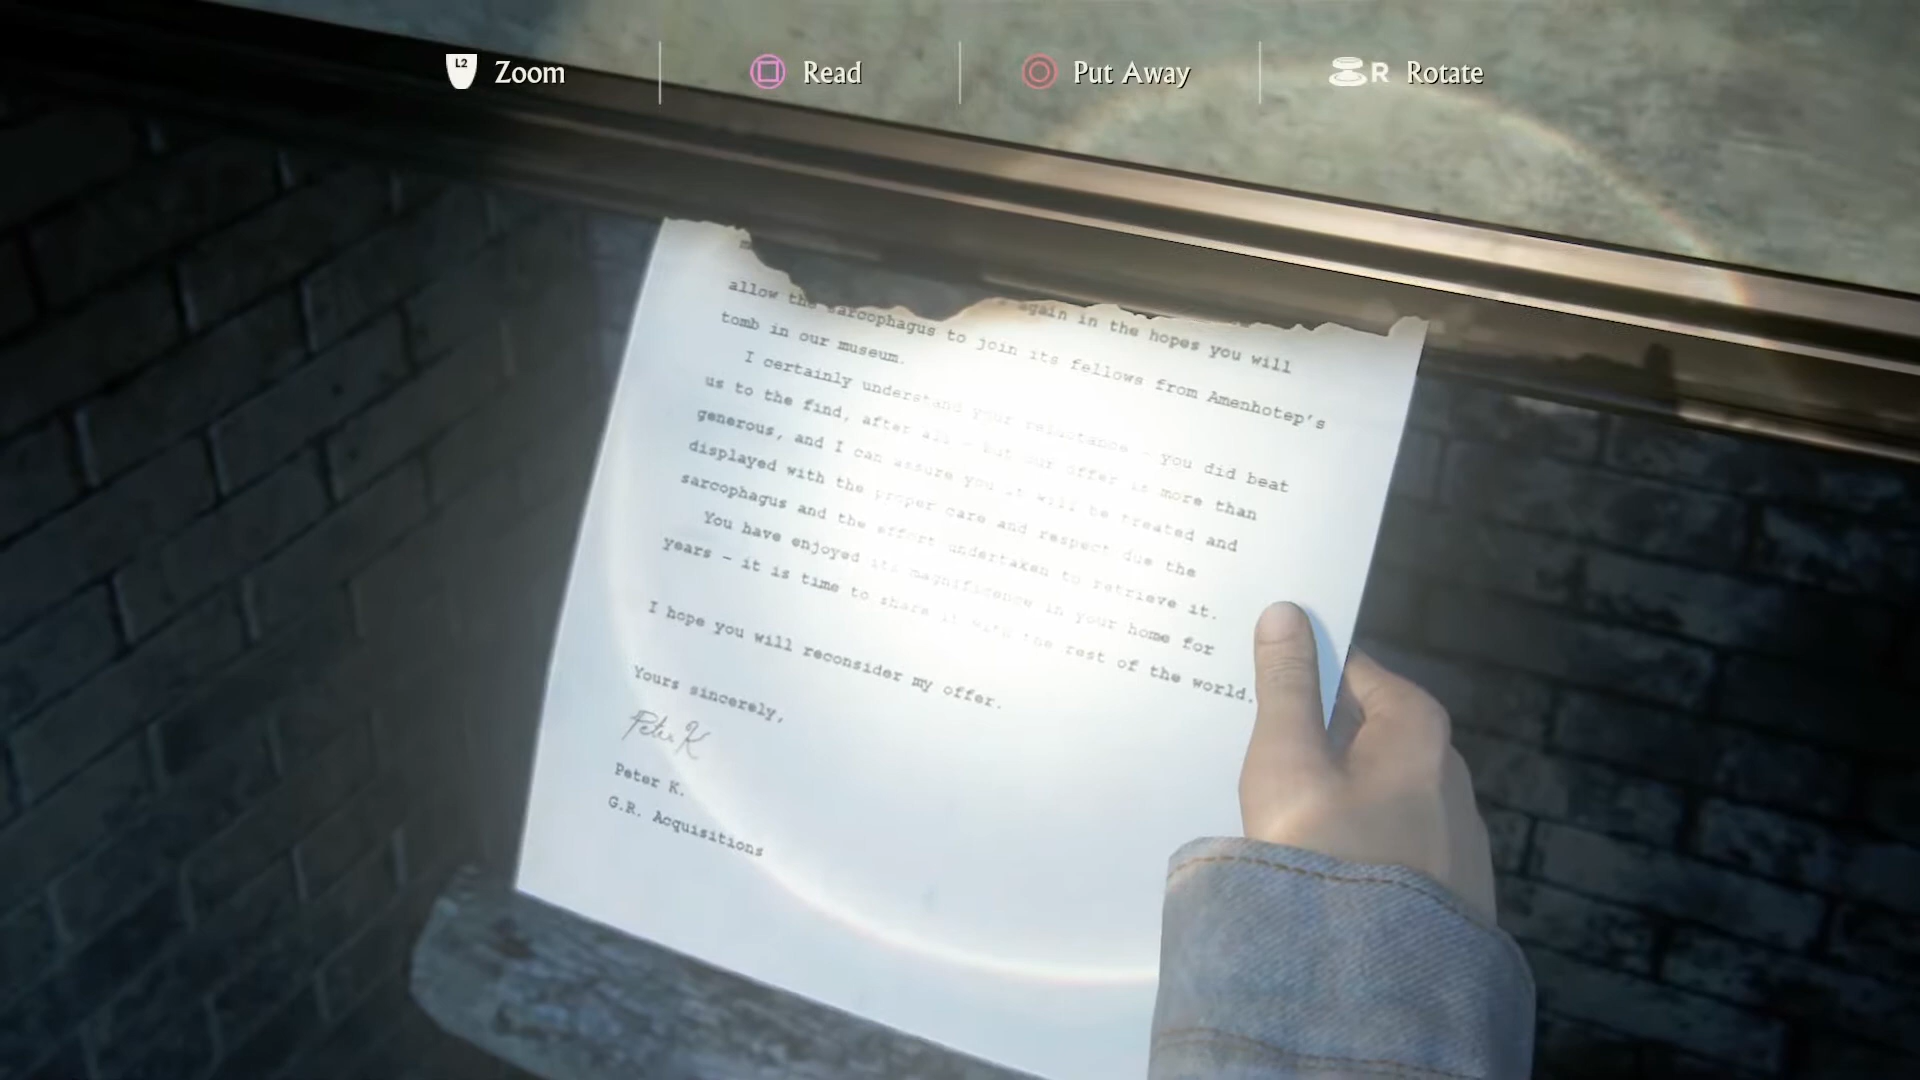 L2 Zoom
Read
Put Away
R Rotate
again in the hopes you will
allow the sarcophagus to join its fellows from Amenhotep's
tomb in our museum.
I certainly understand your reluctance - you did beat
us to the find, after all - but our offer is more than
generous, and I can assure you it will be treated and
displayed with the proper care and respect due the
sarcophagus and the effort undertaken to retrieve it.
You have enjoyed its magnificence in your home for
years - it is time to share it with the rest of the world.
I hope you will reconsider my offer.
Yours sincerely,
Peter K
Peter K.
G.R. Acquisitions